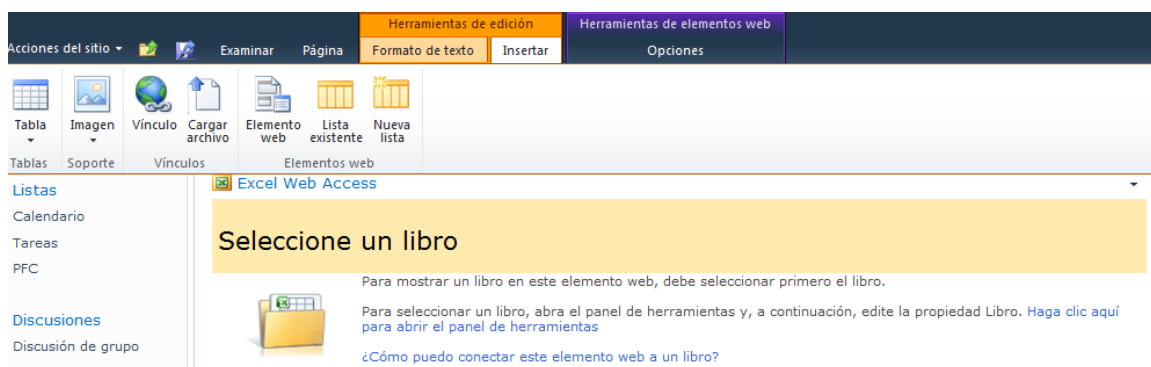 Herramientas de edición Herramientas de elementos web
Acciones del sitio Examinar Página Formato de texto Insertar Opciones
Tabla Imagen Vínculo Cargar archivo Elemento web Lista existente Nueva lista
Tablas Soporte Vínculos Elementos web
Listas
Calendario
Tareas
PFC
Discusiones
Discusión de grupo
Excel Web Access
Seleccione un libro
Para mostrar un libro en este elemento web, debe seleccionar primero el libro.
Para seleccionar un libro, abra el panel de herramientas y, a continuación, edite la propiedad Libro. Haga clic aquí
para abrir el panel de herramientas
¿Cómo puedo conectar este elemento web a un libro?